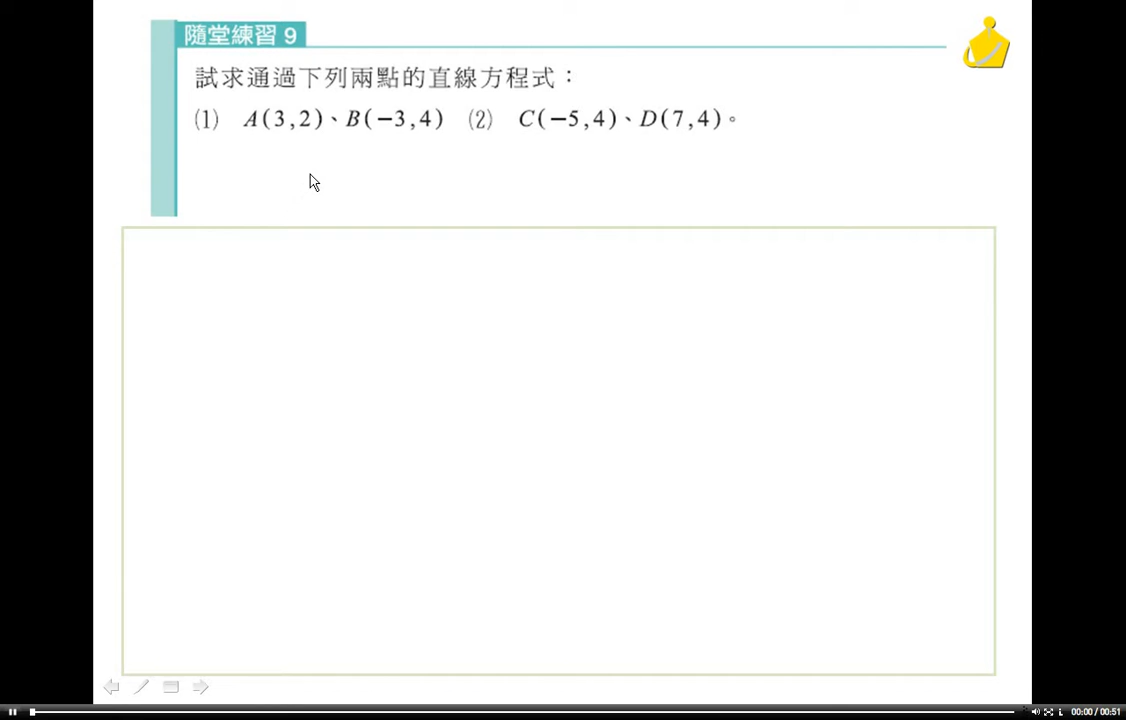 隨堂練習 9
試求通過下列兩點的直線方程式：
⑴ A(3,2)、B(−3,4) ⑵ C(−5,4)、D(7,4)。
00:00 / 00:51